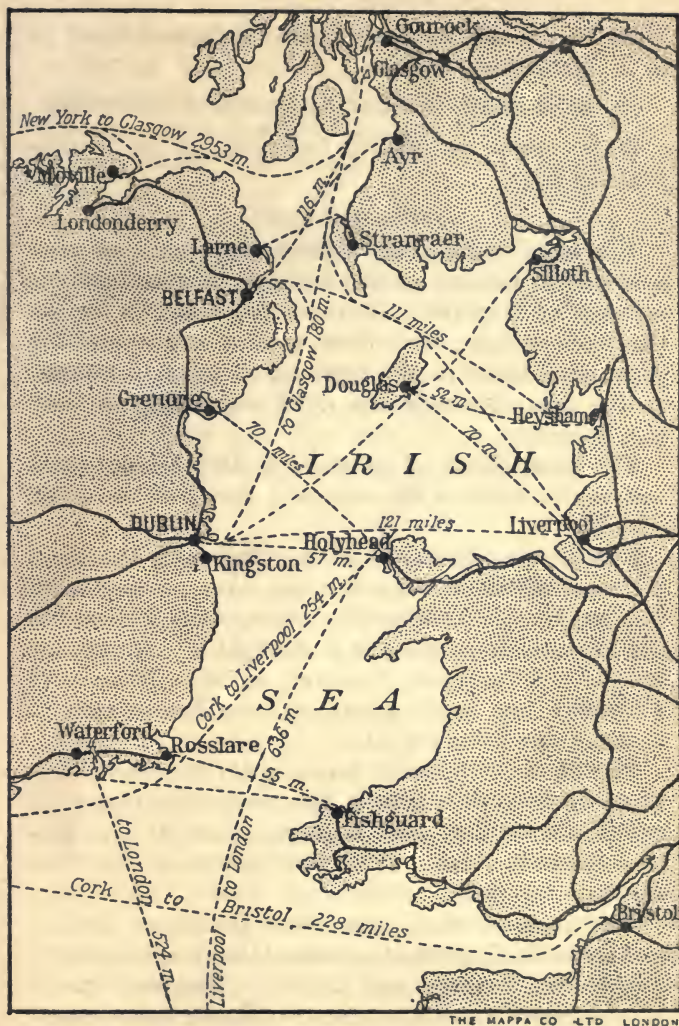 Gourock
Glasgow
New York to Glasgow 2953 m.
Moville
Ayr
116 m.
Londonderry
Larne
Stranraer
Silloth
BELFAST
111 miles
to Glasgow 180 m.
Douglas
Grenore
52 m
Heysham
70 miles
70 m.
IRISH
DUBLIN
121 miles
Liverpool
Holyhead
Kingston
57 m.
Cork to Liverpool 254 m.
SEA
636 m.
Waterford
Rosslare
55 m.
Fishguard
to London
574 m.
Liverpool to London
Cork to Bristol, 228 miles
Bristol
THE MAPPA CO LTD LONDON